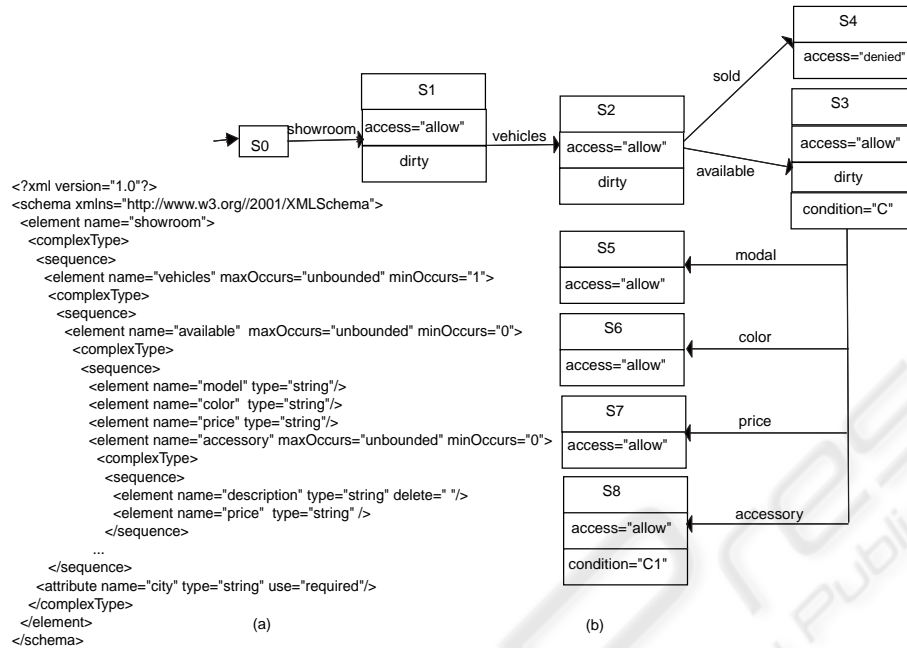 S4
access="denied"
sold
S1
S3
showroom
S2
S0
access="allow"
vehicles
access="allow"
access="allow"
dirty
available
dirty
dirty
condition="C"
<?xml version="1.0"?>
<schema xmlns="http://www.w3.org//2001/XMLSchema">
<element name="showroom">
<complexType>
<sequence>
<element name="vehicles" maxOccurs="unbounded" minOccurs="1">
<complexType>
<sequence>
<element name="available" maxOccurs="unbounded" minOccurs="0">
<complexType>
<sequence>
<element name="model" type="string"/>
<element name="color" type="string"/>
<element name="price" type="string"/>
<element name="accessory" maxOccurs="unbounded" minOccurs="0">
<complexType>
<sequence>
<element name="description" type="string" delete=" "/>
<element name="price" type="string" />
</sequence>
...
</sequence>
<attribute name="city" type="string" use="required"/>
</complexType>
</element>
</schema>
(a)
S5
modal
access="allow"
S6
color
access="allow"
S7
price
access="allow"
S8
accessory
access="allow"
condition="C1"
(b)